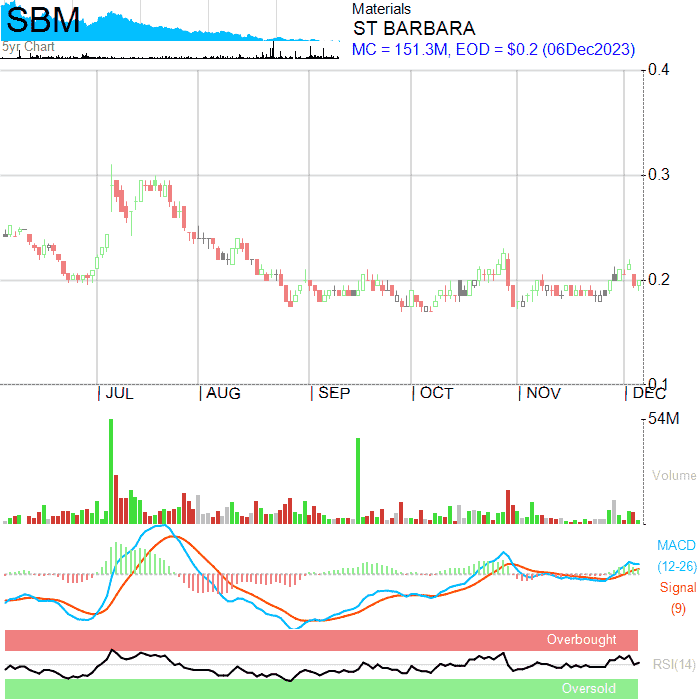 SBM
5yr Chart
Materials
ST BARBARA
MC = 151.3M, EOD = $0.2 (06Dec2023)
0.4
0.3
0.2
0.1
JUL AUG SEP OCT NOV DEC
54M
Volume
MACD
(12-26)
Signal
(9)
Overbought
RSI(14)
Oversold